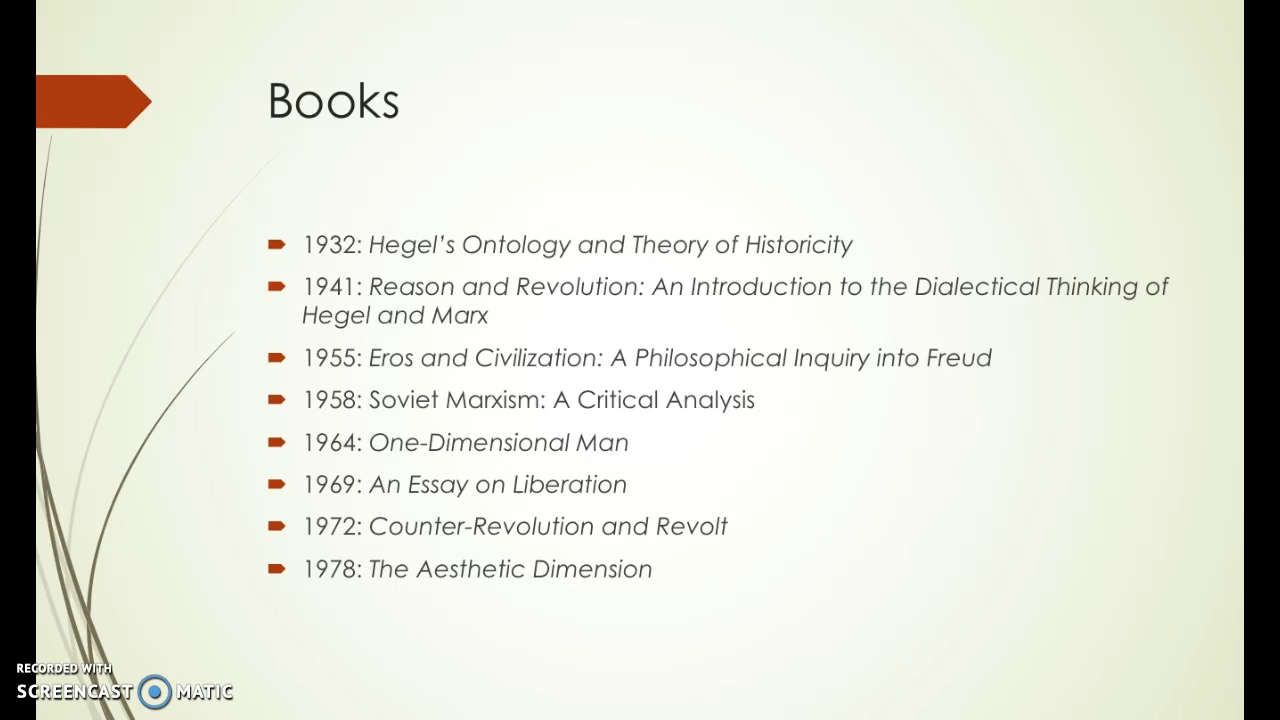 Books
1932: Hegel’s Ontology and Theory of Historicity
1941: Reason and Revolution: An Introduction to the Dialectical Thinking of
Hegel and Marx
1955: Eros and Civilization: A Philosophical Inquiry into Freud
1958: Soviet Marxism: A Critical Analysis
1964: One-Dimensional Man
1969: An Essay on Liberation
1972: Counter-Revolution and Revolt
1978: The Aesthetic Dimension
RECORDED WITH
SCREENCAST MATIC